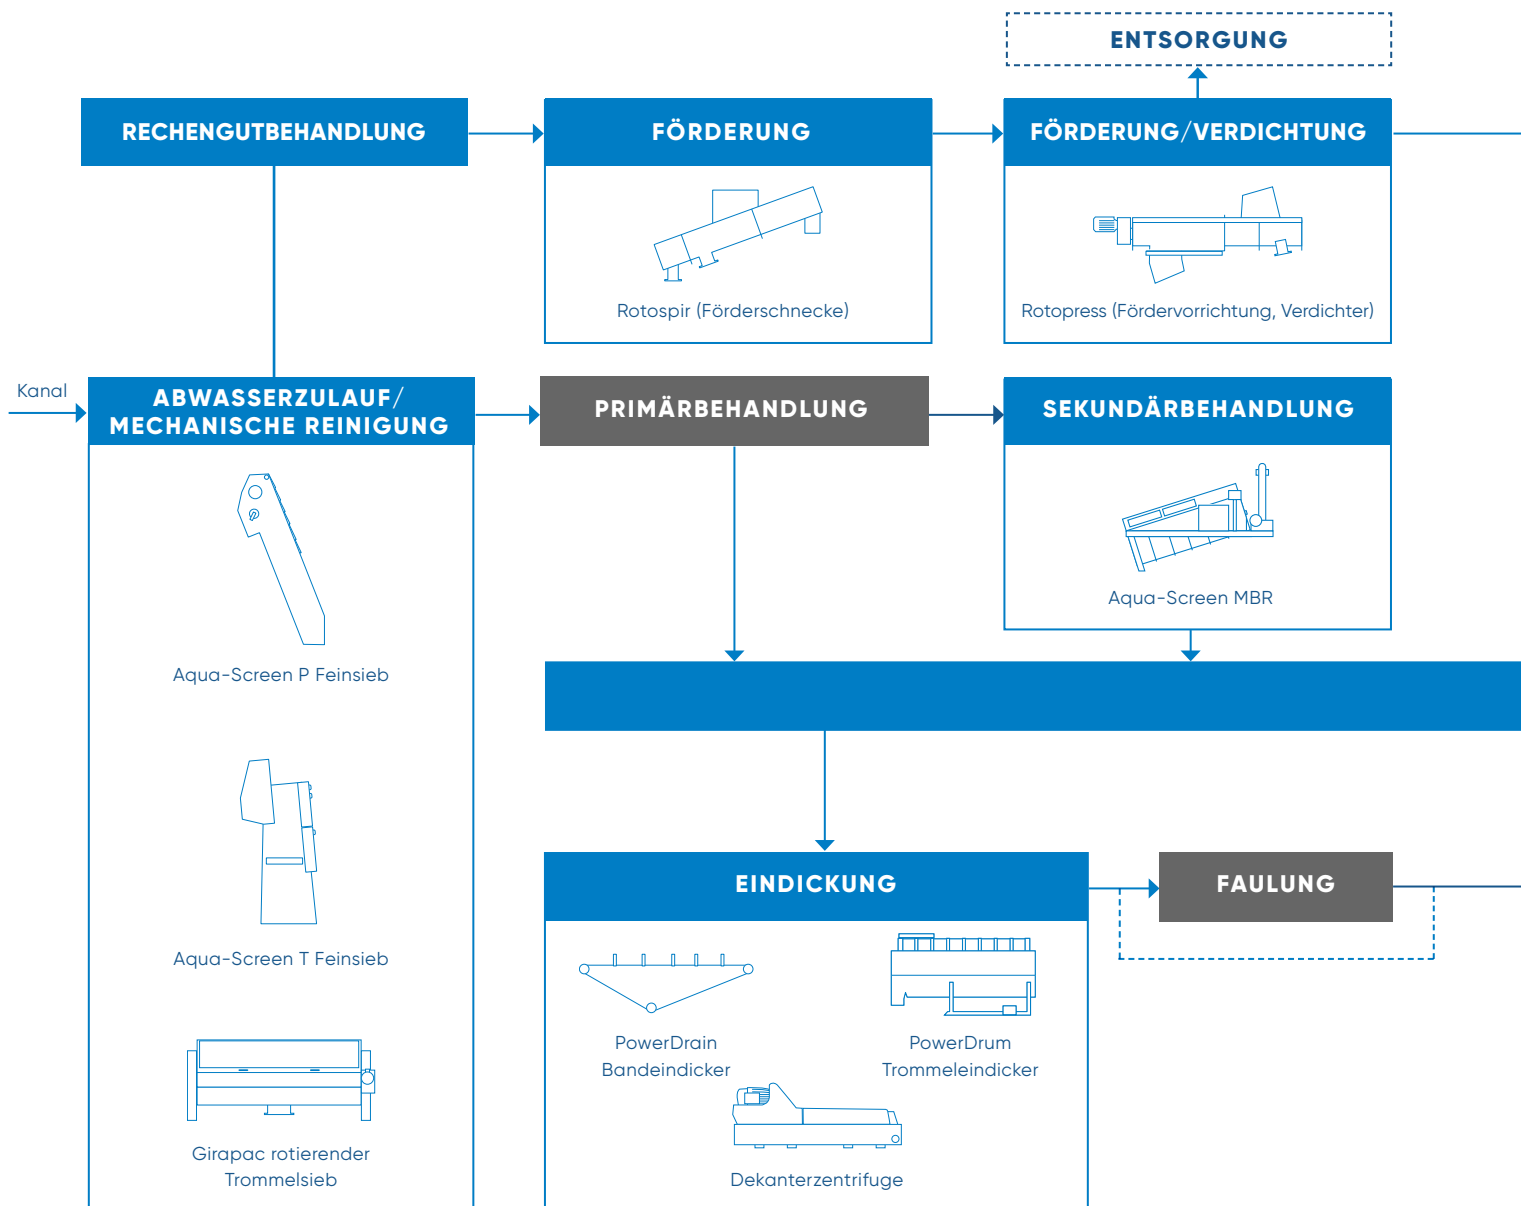 ENTSORGUNG
RECHENGUTBEHANDLUNG
FÖRDERUNG
FÖRDERUNG/VERDICHTUNG
Rotospir (Förderschnecke)
Rotopress (Fördervorrichtung, Verdichter)
Kanal
ABWASSERZULAUF/
MECHANISCHE REINIGUNG
PRIMÄRBEHANDLUNG
SEKUNDÄRBEHANDLUNG
Aqua-Screen P Feinsieb
Aqua-Screen MBR
Aqua-Screen T Feinsieb
Girapac rotierender
Trommelsieb
EINDICKUNG
FAULUNG
PowerDrain
Bandeindicker
PowerDrum
Trommeleindicker
Dekanterzentrifuge